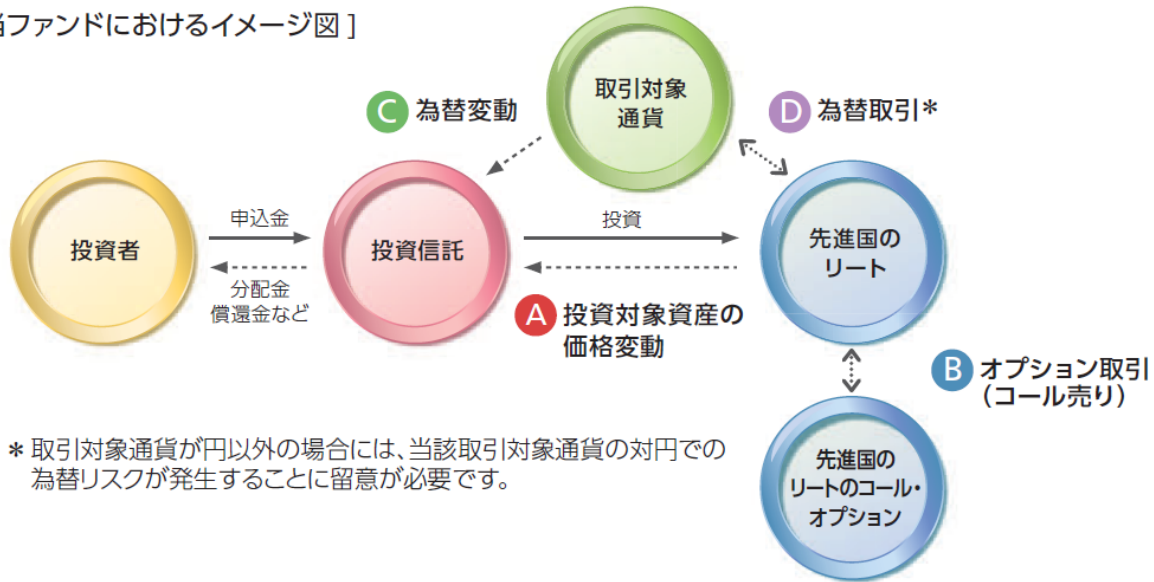 ファンドにおけるイメージ図 ]
取引対象
通貨
C 為替変動
D 為替取引*
投資者
申込金
分配金
償還金など
投資信託
投資
先進国の
リート
A 投資対象資産の
価格変動
B オプション取引
(コール売り)
* 取引対象通貨が円以外の場合には、当該取引対象通貨の対円での
為替リスクが発生することに留意が必要です。
先進国の
リートのコール・
オプション